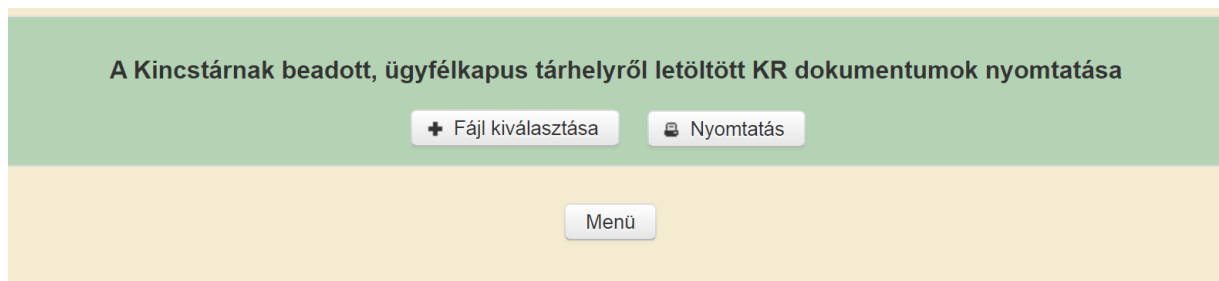 A Kincstárnak beadott, ügyfélkapus tárhelyről letöltött KR dokumentumok nyomtatása
Fájl kiválasztása Nyomtatás
Menü